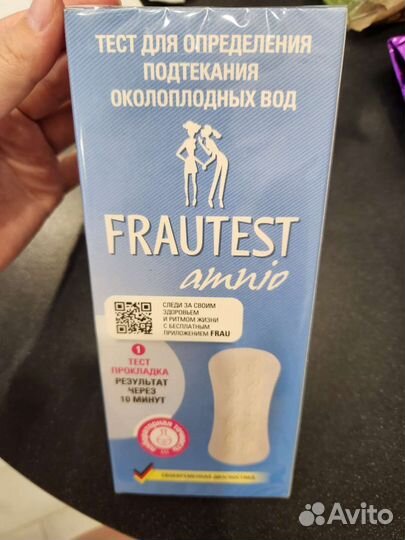 ТЕСТ ДЛЯ ОПРЕДЕЛЕНИЯ
ПОДТЕКАНИЯ
ОКОЛОПЛОДНЫХ ВОД
FRAUTEST
amnio
СЛЕДИ ЗА СВОИМ
ЗДОРОВЬЕМ
И РИТМОМ ЖИЗНИ
С БЕСПЛАТНЫМ
ПРИЛОЖЕНИЕМ FRAU
1
ТЕСТ
ПРОКЛАДКА
РЕЗУЛЬТАТ
ЧЕРЕЗ
10 МИНУТ
Avito